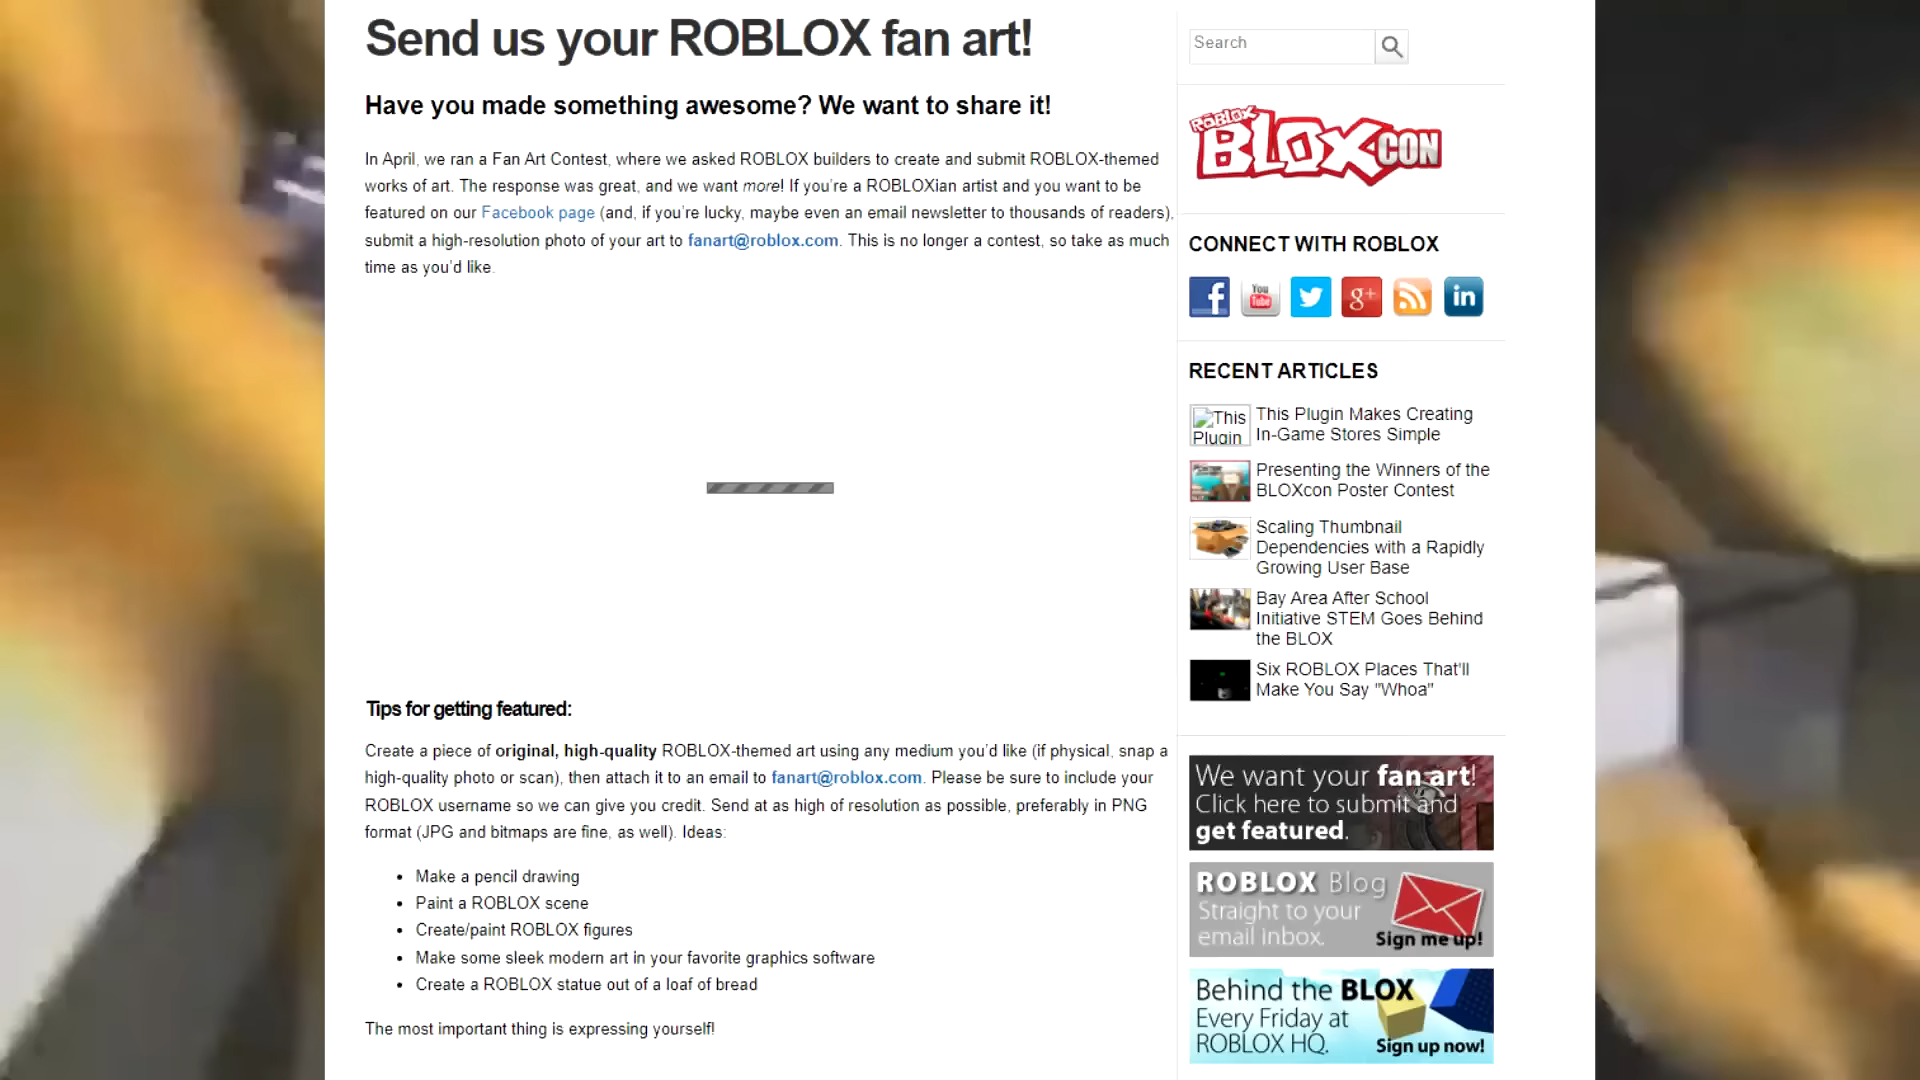 Send us your ROBLOX fan art!
Have you made something awesome? We want to share it!
In April, we ran a Fan Art Contest, where we asked ROBLOX builders to create and submit ROBLOX-themed
works of art. The response was great, and we want more! If you're a ROBLOXian artist and you want to be
featured on our Facebook page (and, if you're lucky, maybe even an email newsletter to thousands of readers),
submit a high-resolution photo of your art to fanart@roblox.com. This is no longer a contest, so take as much
time as you'd like.
Tips for getting featured:
Create a piece of original, high-quality ROBLOX-themed art using any medium you'd like (if physical, snap a
high-quality photo or scan), then attach it to an email to fanart@roblox.com. Please be sure to include your
ROBLOX username so we can give you credit. Send at as high of resolution as possible, preferably in PNG
format (JPG and bitmaps are fine, as well). Ideas:
• Make a pencil drawing
• Paint a ROBLOX scene
• Create/paint ROBLOX figures
• Make some sleek modern art in your favorite graphics software
• Create a ROBLOX statue out of a loaf of bread
The most important thing is expressing yourself!
Search
ROBLOX
BLOXCON
CONNECT WITH ROBLOX
f
You
Tube
g+
in
RECENT ARTICLES
This
Plugin
This Plugin Makes Creating
In-Game Stores Simple
Presenting the Winners of the
BLOXcon Poster Contest
Scaling Thumbnail
Dependencies with a Rapidly
Growing User Base
Bay Area After School
Initiative STEM Goes Behind
the BLOX
Six ROBLOX Places That'll
Make You Say "Whoa"
We want your fan art!
Click here to submit and
get featured.
ROBLOX Blog
Straight to your
email inbox.
Sign me up!
Behind the BLOX
Every Friday at
ROBLOX HQ.
Sign up now!